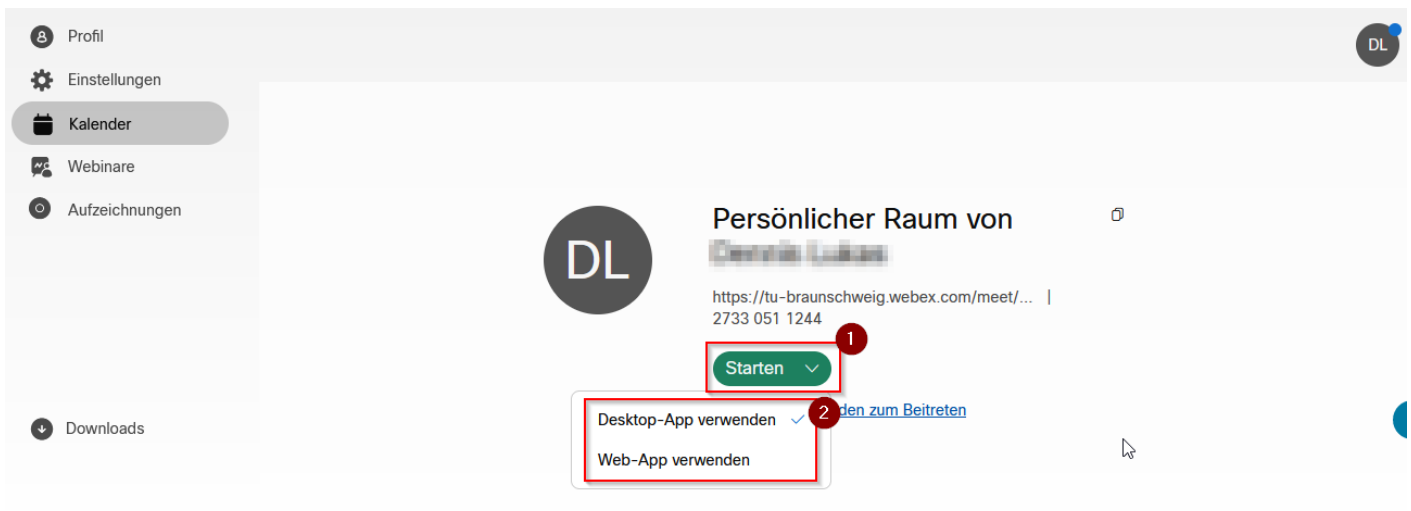 Profil
DL
Einstellungen
Kalender
Webinare
Aufzeichnungen
DL
Persönlicher Raum von
https://tu-braunschweig.webex.com/meet/... |
2733 051 1244
1
Starten
Desktop-App verwenden
2
den zum Beitreten
Web-App verwenden
Downloads